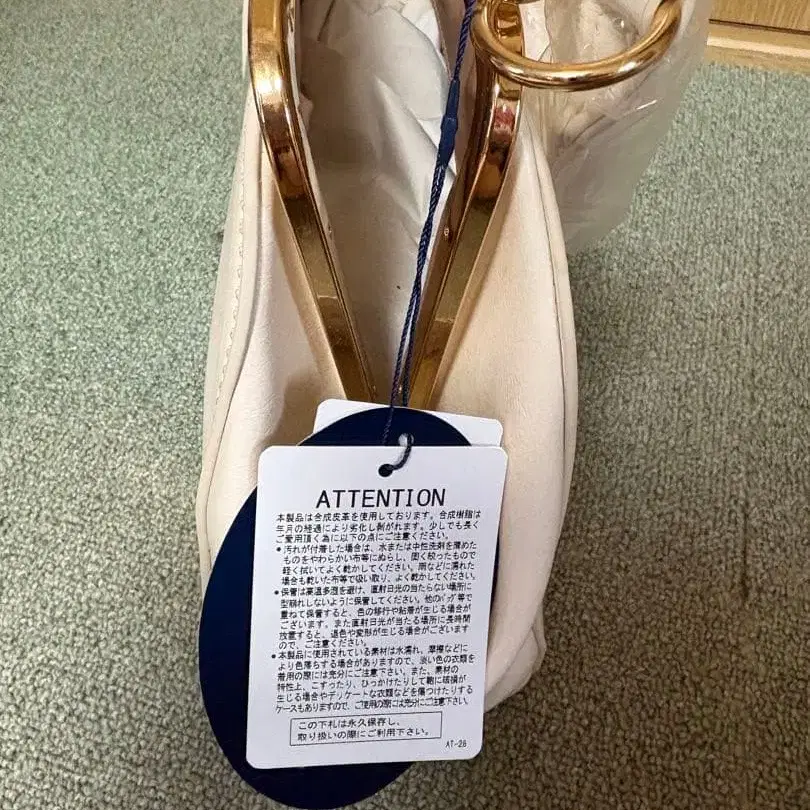 ATTENTION
本製品は合成皮革を使用しております。合成樹脂は
年月の経過により劣化し剥がれます。少しでも長く
ご愛用頂く為に以下の点にご注意ください。
●汚れが付着した場合は、水または中性洗剤を薄めた
ものをやわらかい布等にぬらし、固く絞ったもので
軽く拭いてよく乾かしてください。雨などに濡れた
場合も乾いた布等で吸い取り、よく乾かしてください。
●保管は高温多湿を避け、直射日光の当たらない場所に
型崩れしないように保管してください。他のバッグ等で
重ねて保管すると、色の移行や粘着が生じる場合が
ございます。また直射日光が当たる場所に長時間
放置すると、退色や変形が生じる場合がございます
ので、ご注意ください。
●本製品に使用されている素材は水濡れ、摩擦などに
より色落ちする場合がありますので、淡い色の衣類を
着用の際には充分にご注意ください。また、素材の
特性上、こすったり、ひっかけたりして鞄に破損が
生じる場合やデリケートな衣類などを傷つけたりする
ケースもありますので、ご使用の際には充分にご注意下さい。
この下札は永久保存し、
取り扱いの際にご利用下さい。
AT-28